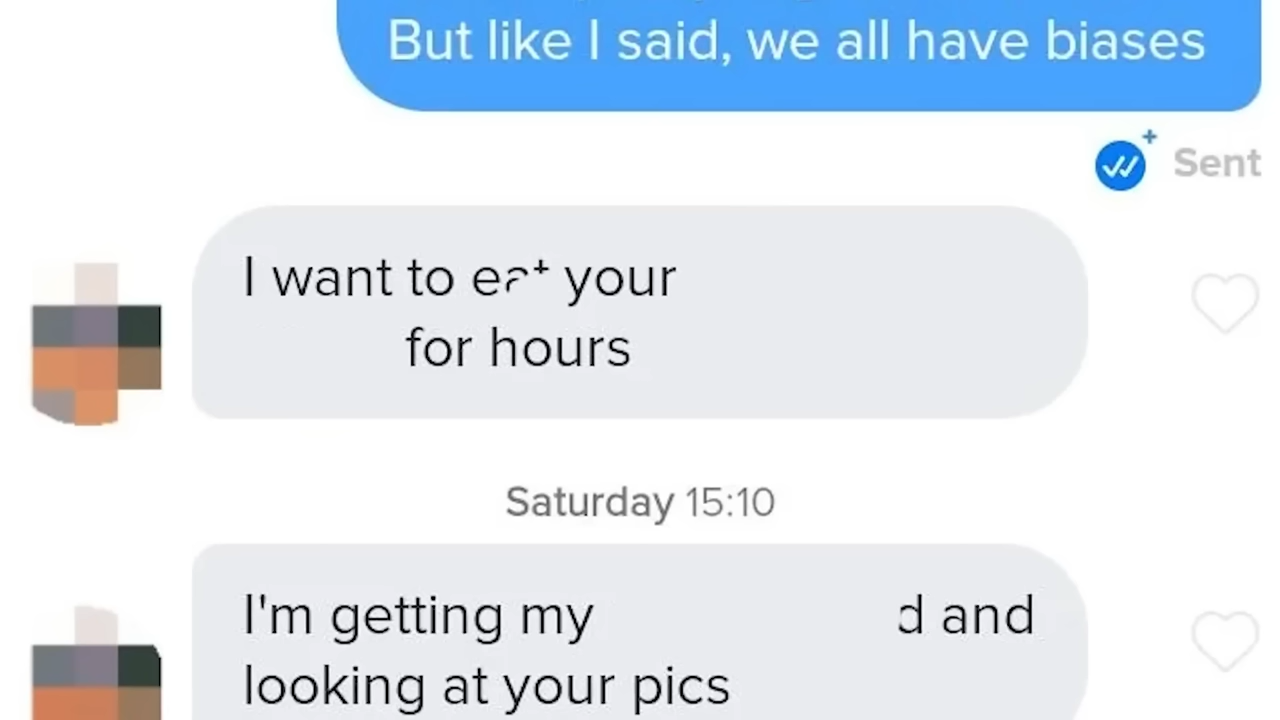 But like I said, we all have biases
Sent
I want to eat your
for hours
Saturday 15:10
I'm getting my d and
looking at your pics